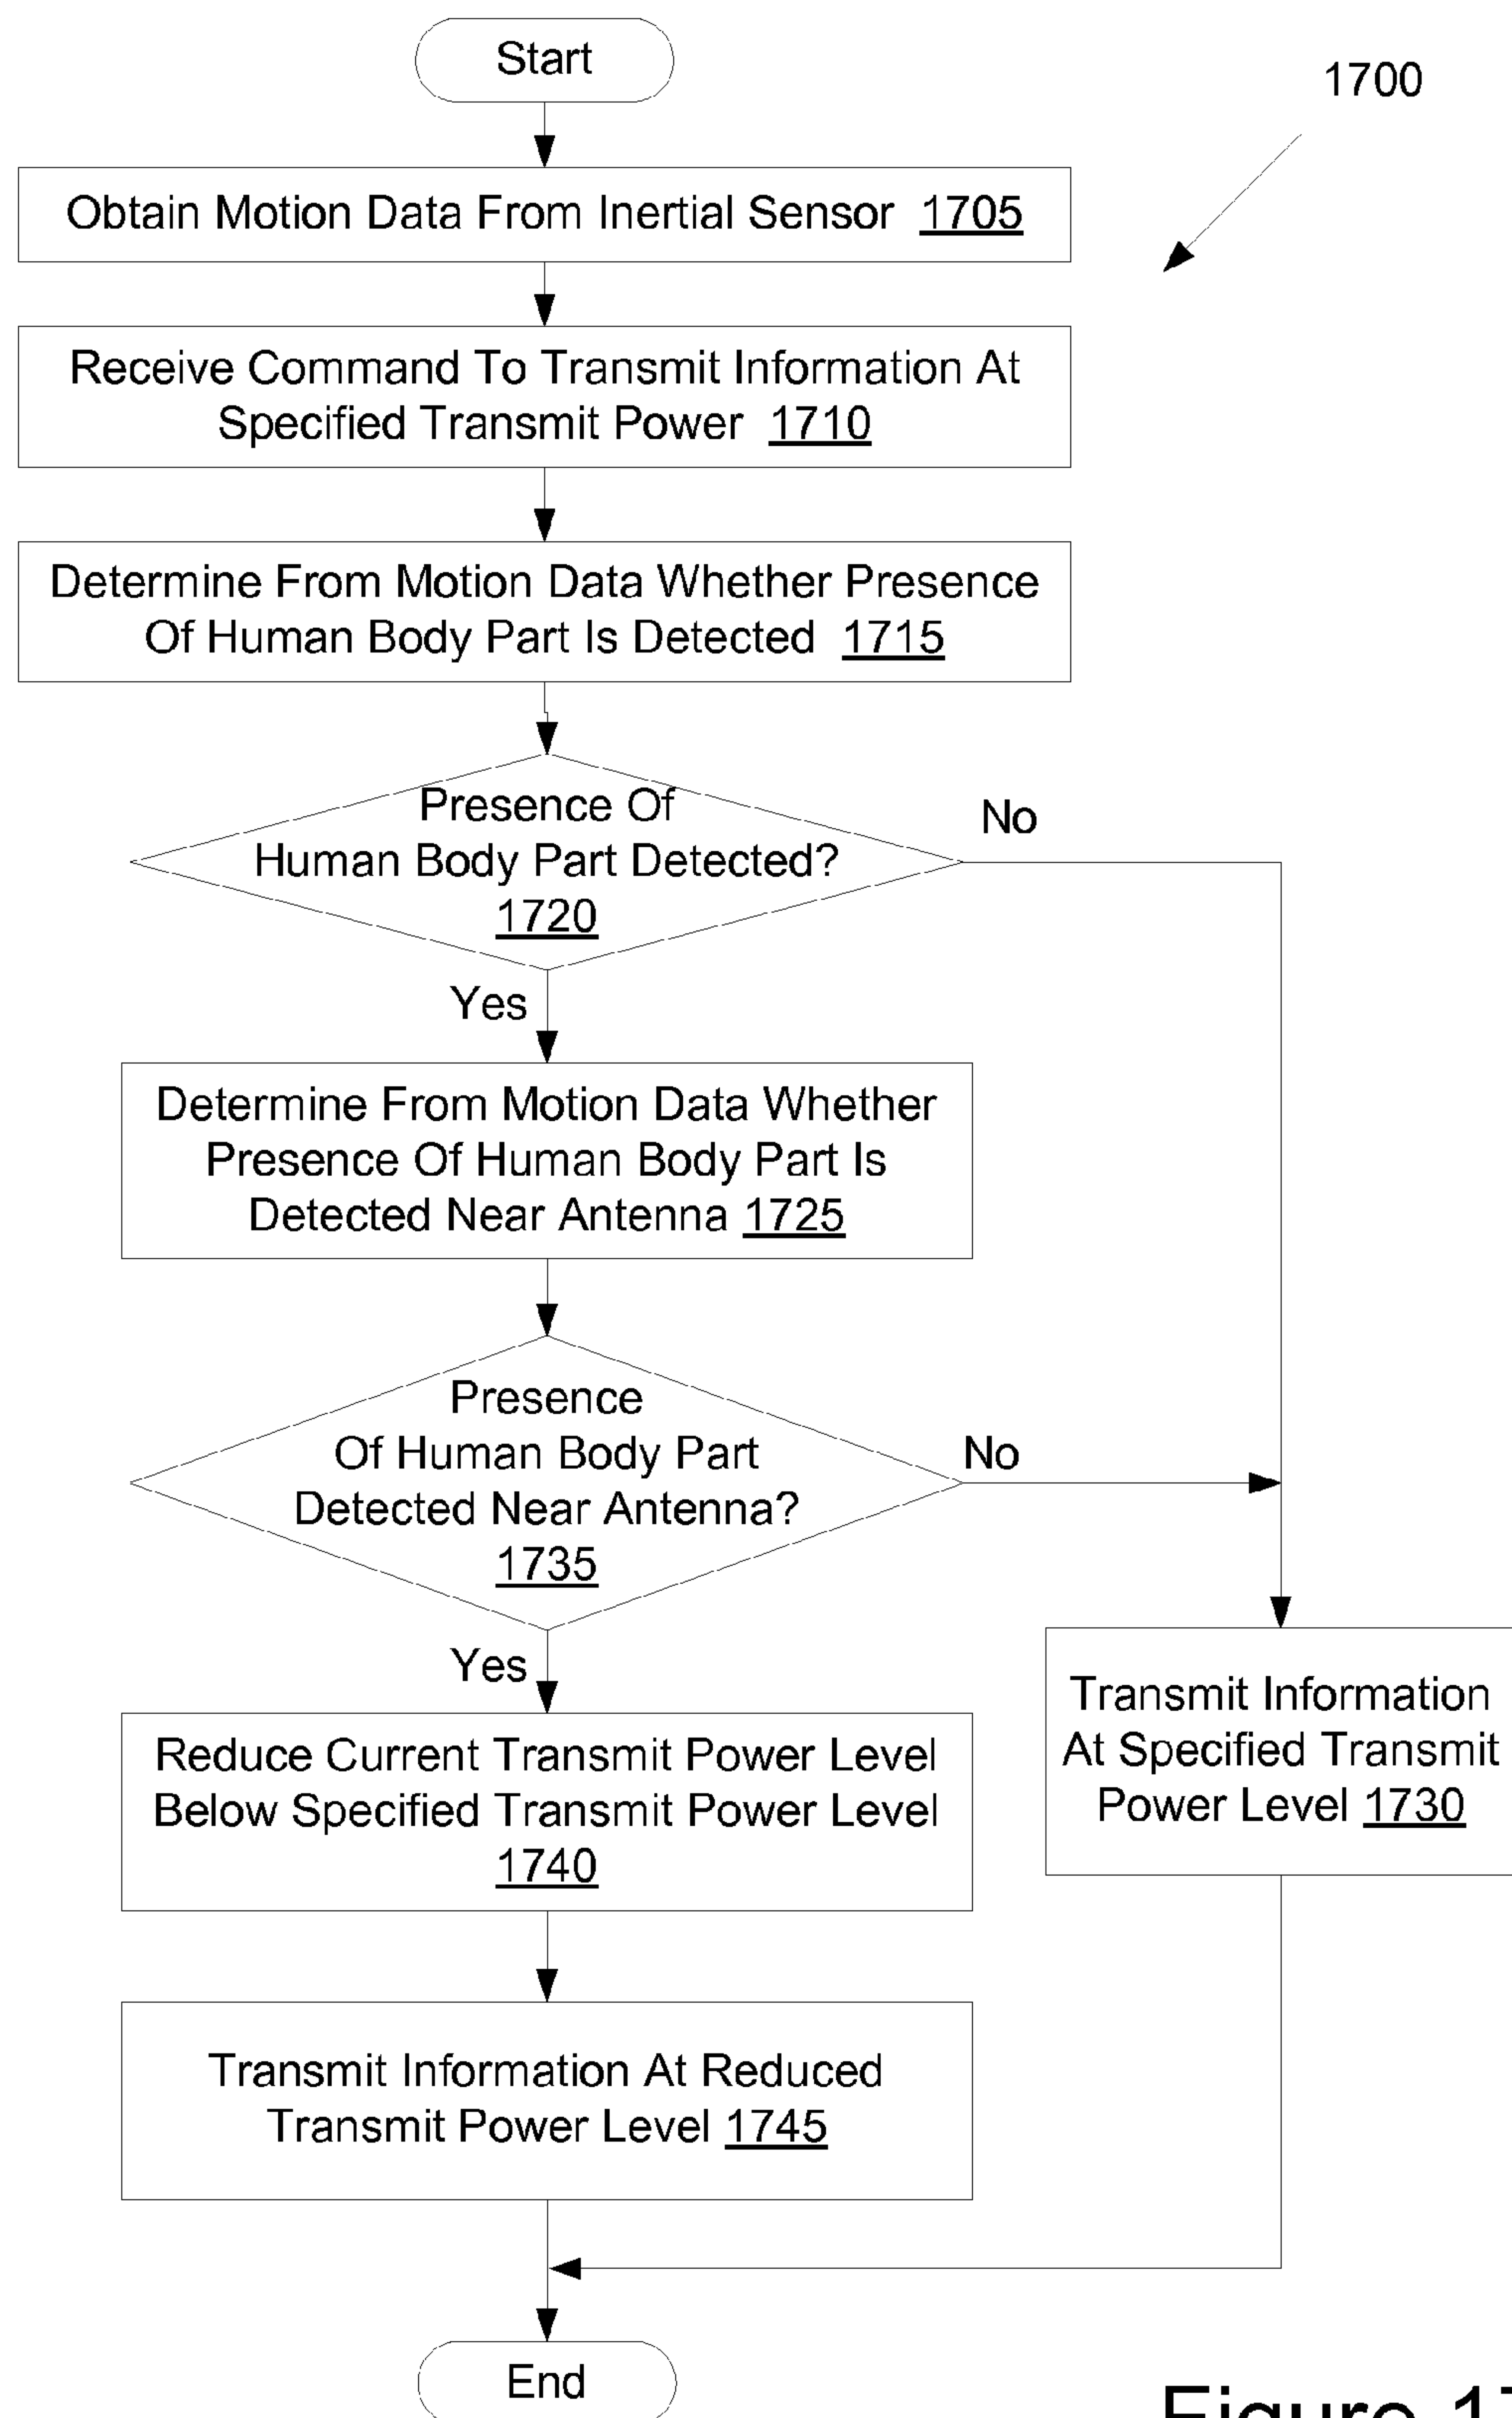 Start
1700
Obtain Motion Data From Inertial Sensor 1705
Receive Command To Transmit Information At
Specified Transmit Power 1710
Determine From Motion Data Whether Presence
Of Human Body Part Is Detected 1715
Presence Of
Human Body Part Detected?
1720
No
Yes
Determine From Motion Data Whether
Presence Of Human Body Part Is
Detected Near Antenna 1725
Presence
Of Human Body Part
Detected Near Antenna?
1735
No
Yes
Reduce Current Transmit Power Level
Below Specified Transmit Power Level
1740
Transmit Information
At Specified Transmit
Power Level 1730
Transmit Information At Reduced
Transmit Power Level 1745
End
Figure 17